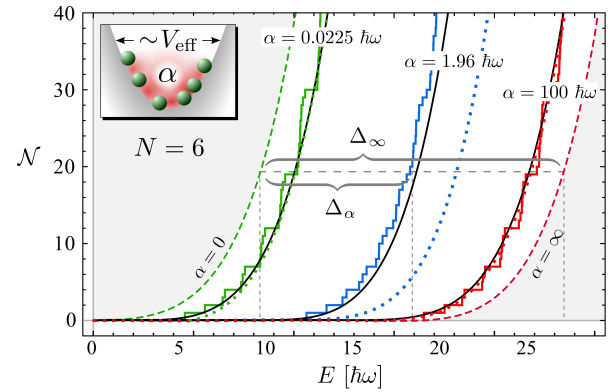 40
30
20
10
0
𝒩
0
5
10
15
20
25
E [ħω]
∼ V_eff
α
N = 6
α = 0.0225 ħω
α = 1.96 ħω
α = 100 ħω
Δ_∞
Δ_α
α = 0
α = ∞